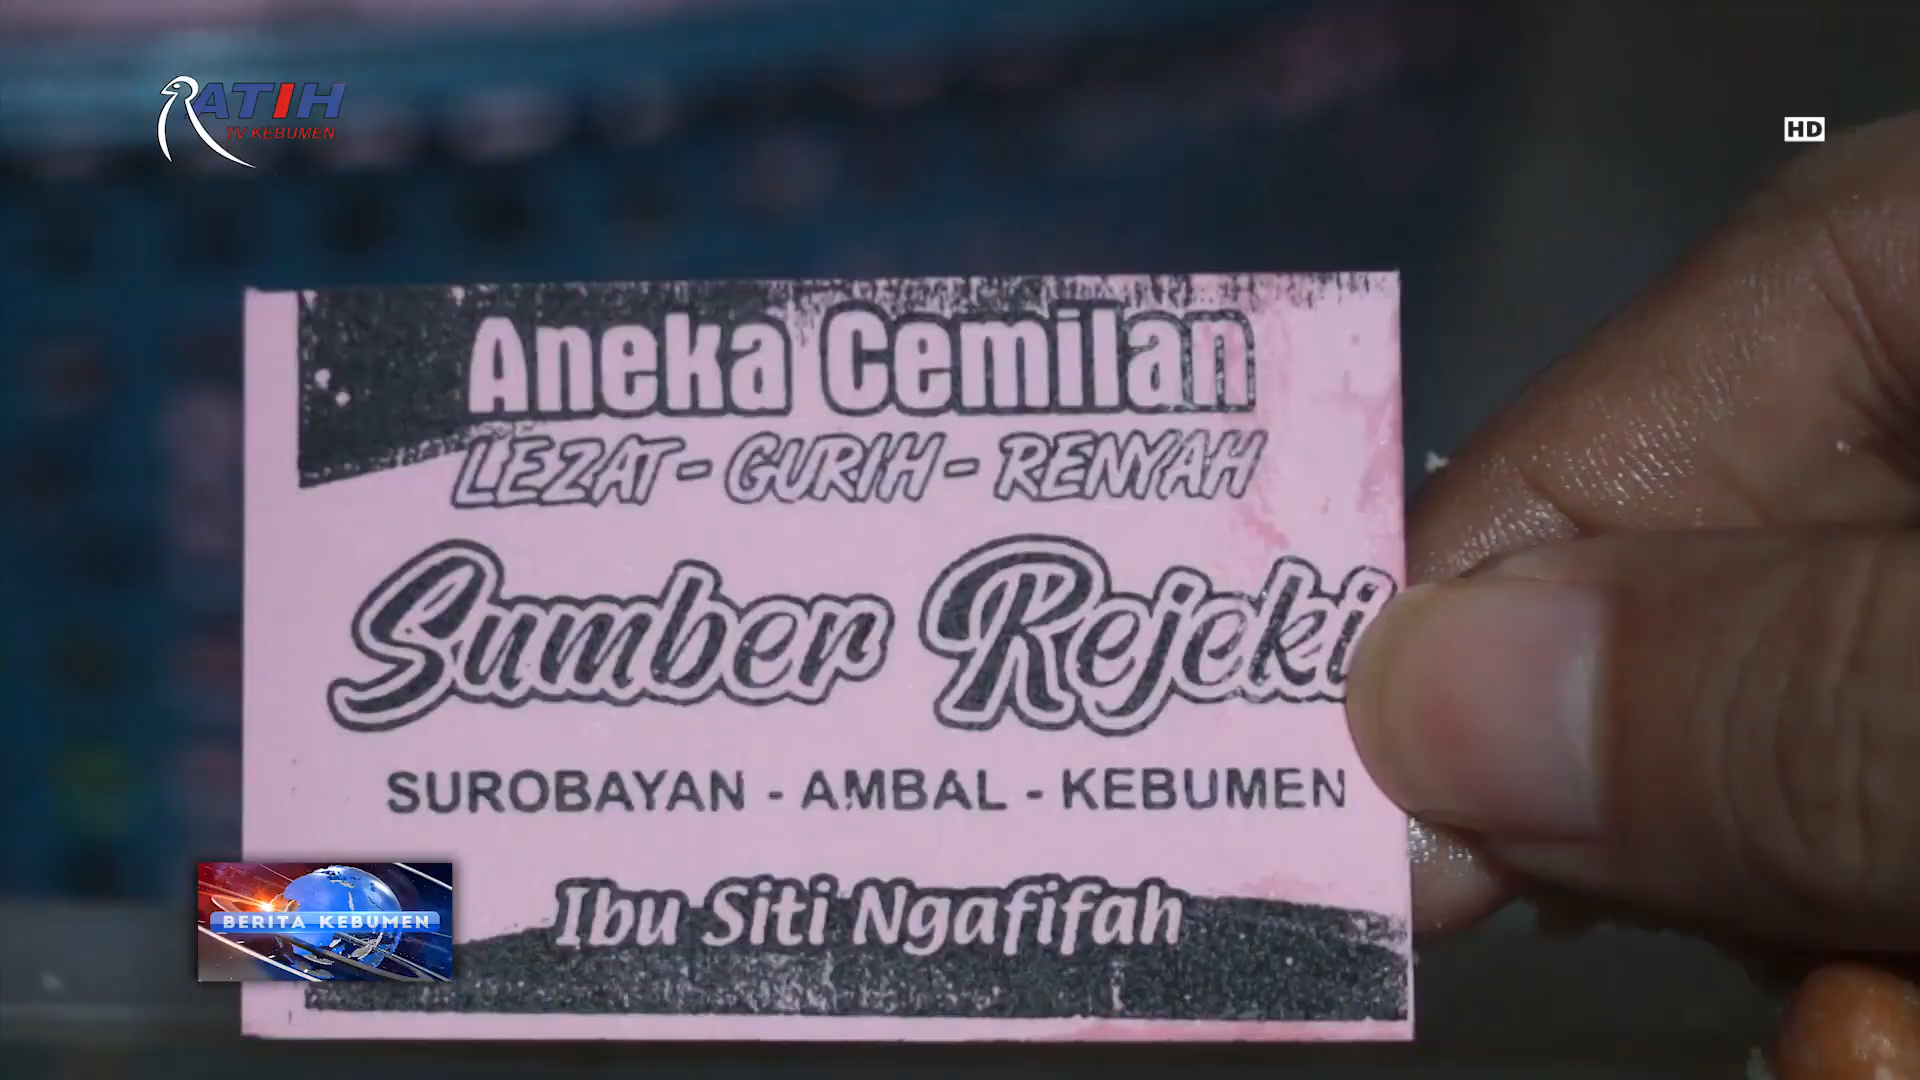 RATIH
TV KEBUMEN
HD
Aneka Cemilan
LEZAT - GURIH - RENYAH
Sumber Rejeki
SUROBAYAN - AMBAL - KEBUMEN
Ibu Siti Ngafifah
BERITA KEBUMEN